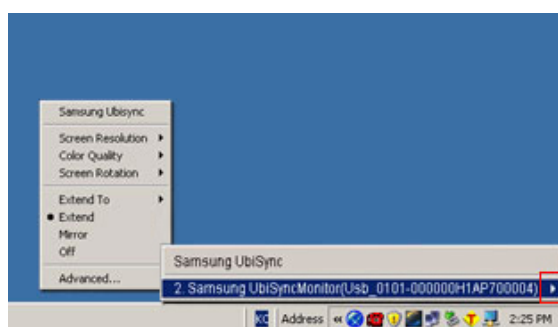 Samsung Ubisync
Screen Resolution
Color Quality
Screen Rotation
Extend To
Extend
Mirror
Off
Advanced...
Samsung UbiSync
2. Samsung UbiSyncMonitor(Usb_0101-000000H1AP700004)
Address « 2:25 PM